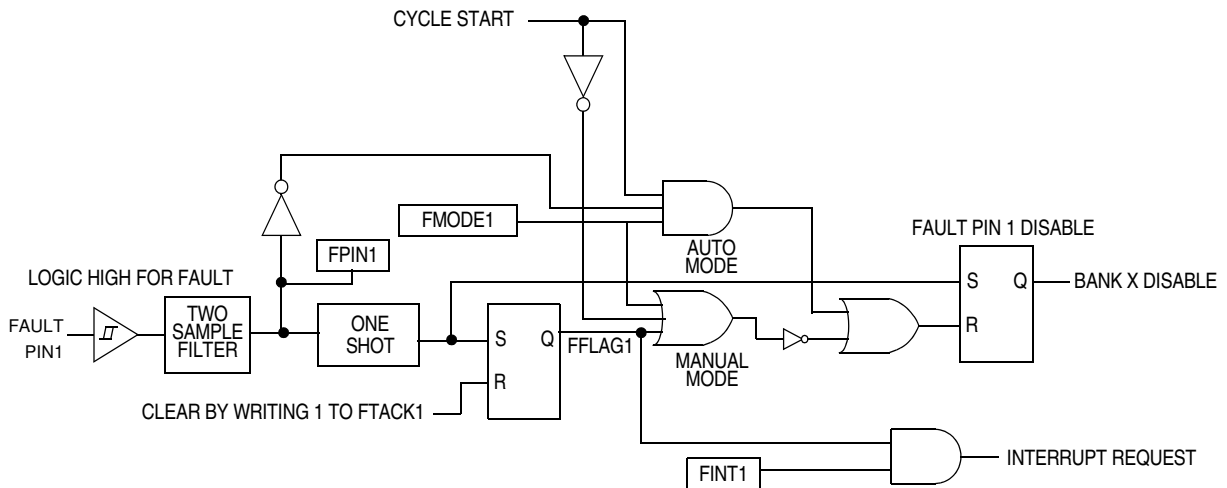 CYCLE START
FMODE1
AUTO
MODE
FAULT PIN 1 DISABLE
FPIN1
LOGIC HIGH FOR FAULT
S Q
BANK X DISABLE
R
FAULT
PIN1
TWO
SAMPLE
FILTER
ONE
SHOT
S Q
R
FFLAG1
MANUAL
MODE
CLEAR BY WRITING 1 TO FTACK1
FINT1
INTERRUPT REQUEST